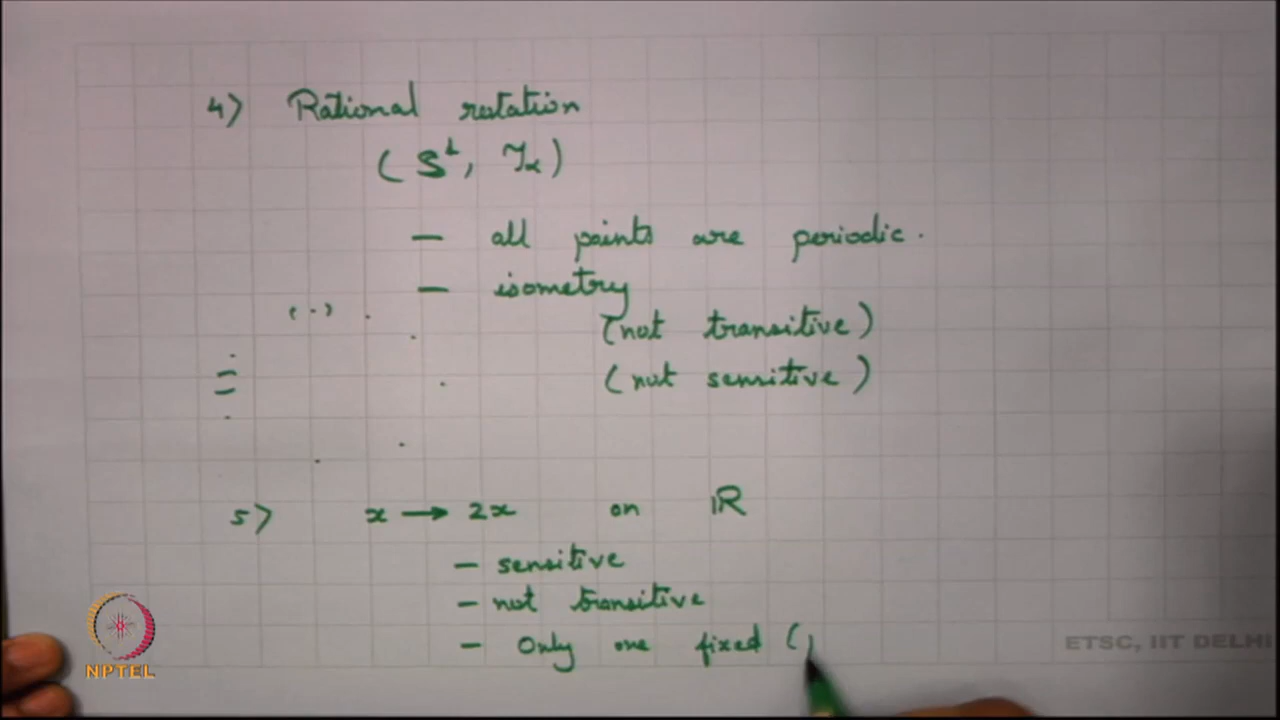 4) Rational rotation
(S¹, T_α)
— all points are periodic.
— isometry
(not transitive)
(not sensitive)
5) x → 2x on ℝ
— sensitive
— not transitive
— Only one fixed (
NPTEL
ETSC, IIT DELHI